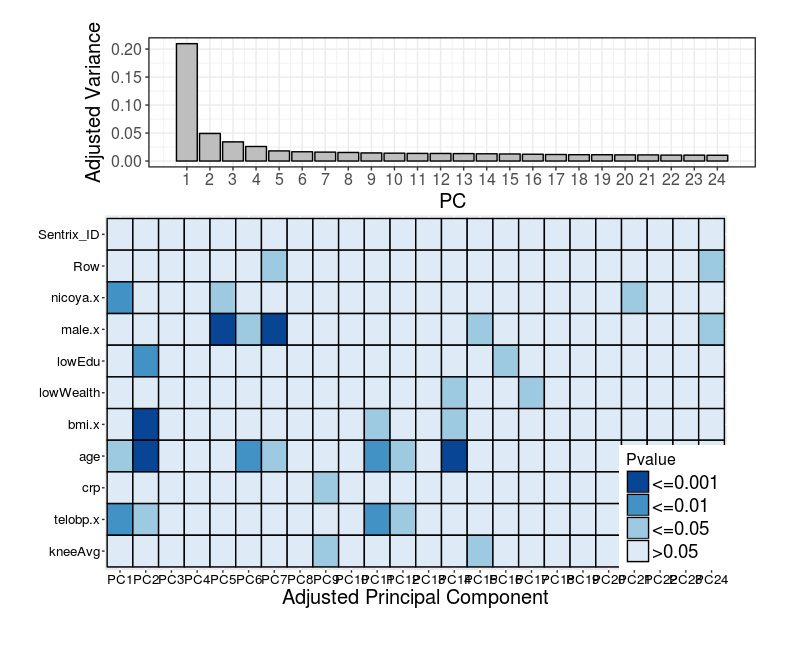 Adjusted Variance
0.20
0.15
0.10
0.05
0.00
1 2 3 4 5 6 7 8 9 10 11 12 13 14 15 16 17 18 19 20 21 22 23 24
PC
Sentrix_ID
Row
nicoya.x
male.x
lowEdu
lowWealth
bmi.x
age
crp
telobp.x
kneeAvg
Pvalue
<=0.001
<=0.01
<=0.05
>0.05
PC1 PC2 PC3 PC4 PC5 PC6 PC7 PC8 PC9 PC10 PC11 PC12 PC13 PC14 PC15 PC16 PC17 PC18 PC19 PC20 PC21 PC22 PC23 PC24
Adjusted Principal Component